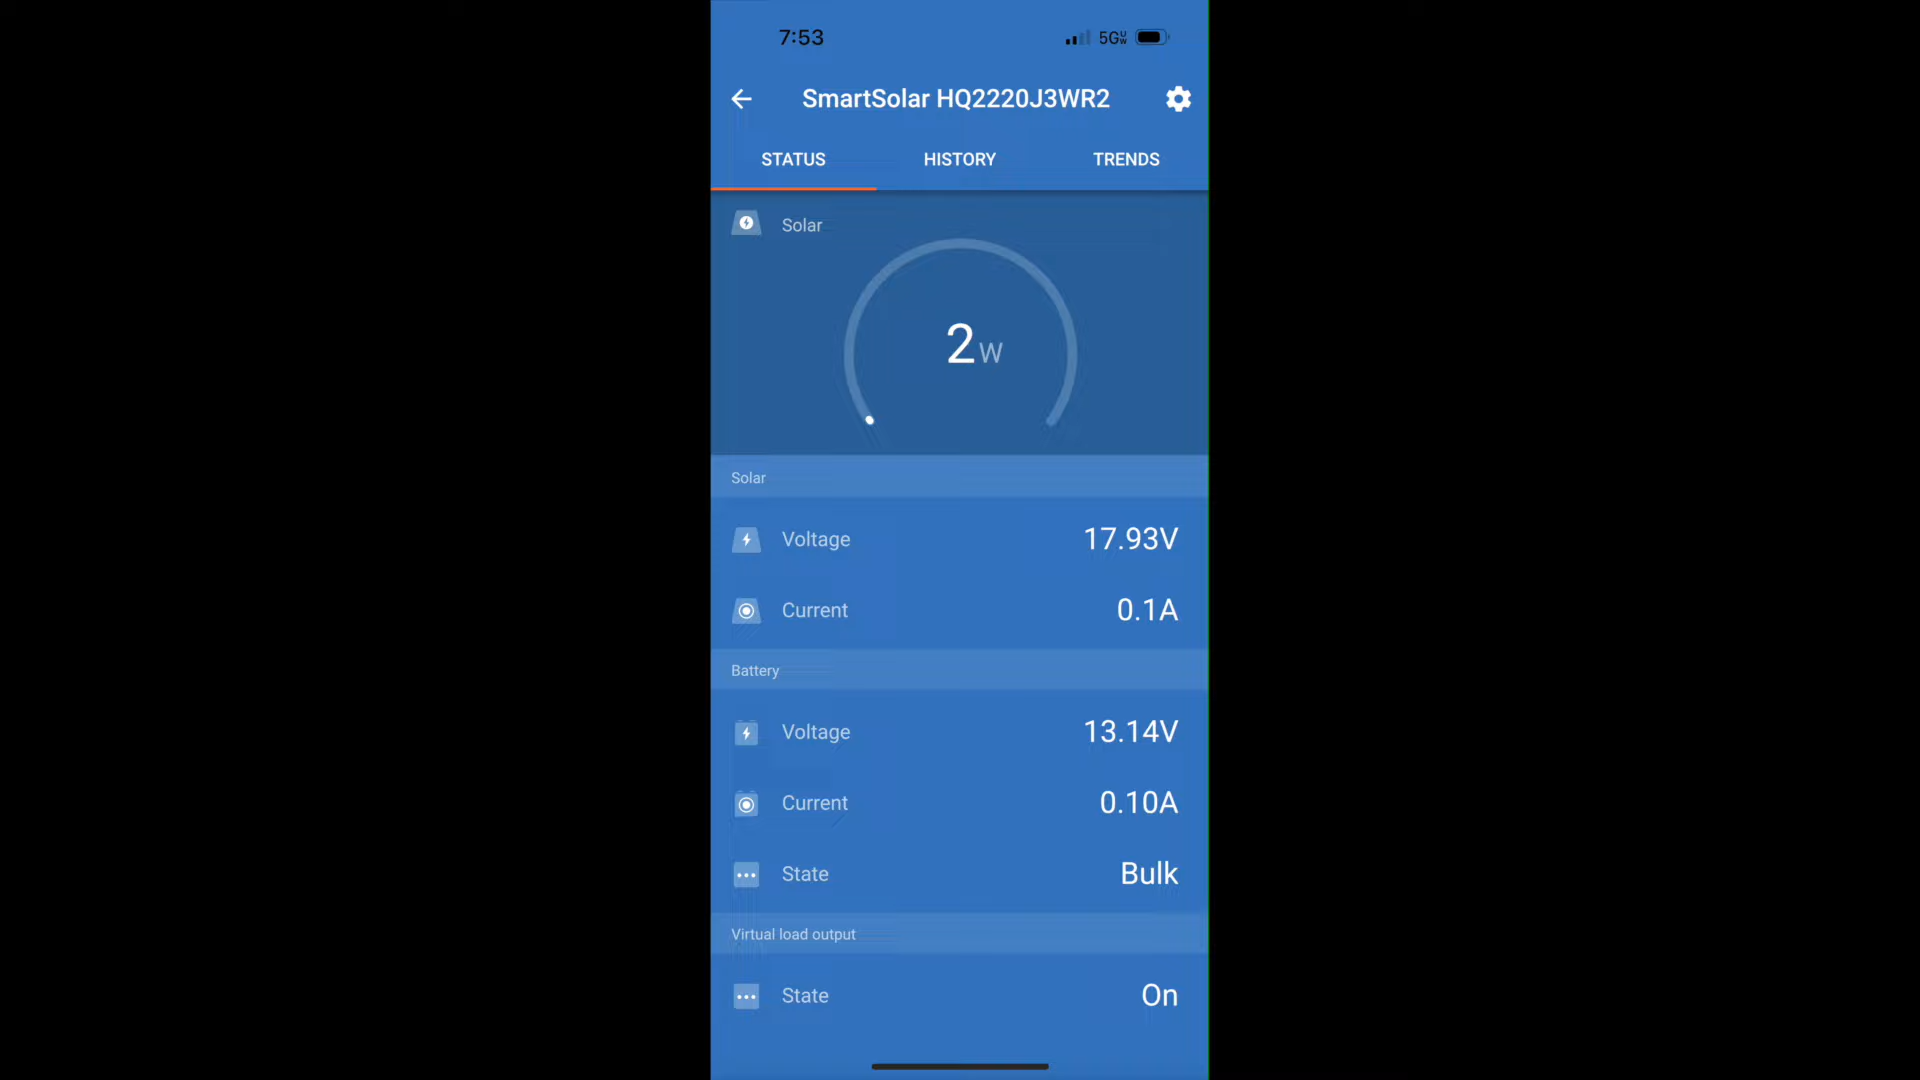 7:53
5GUW
SmartSolar HQ2220J3WR2
STATUS HISTORY TRENDS
Solar
2W
Solar
Voltage 17.93V
Current 0.1A
Battery
Voltage 13.14V
Current 0.10A
State Bulk
Virtual load output
State On